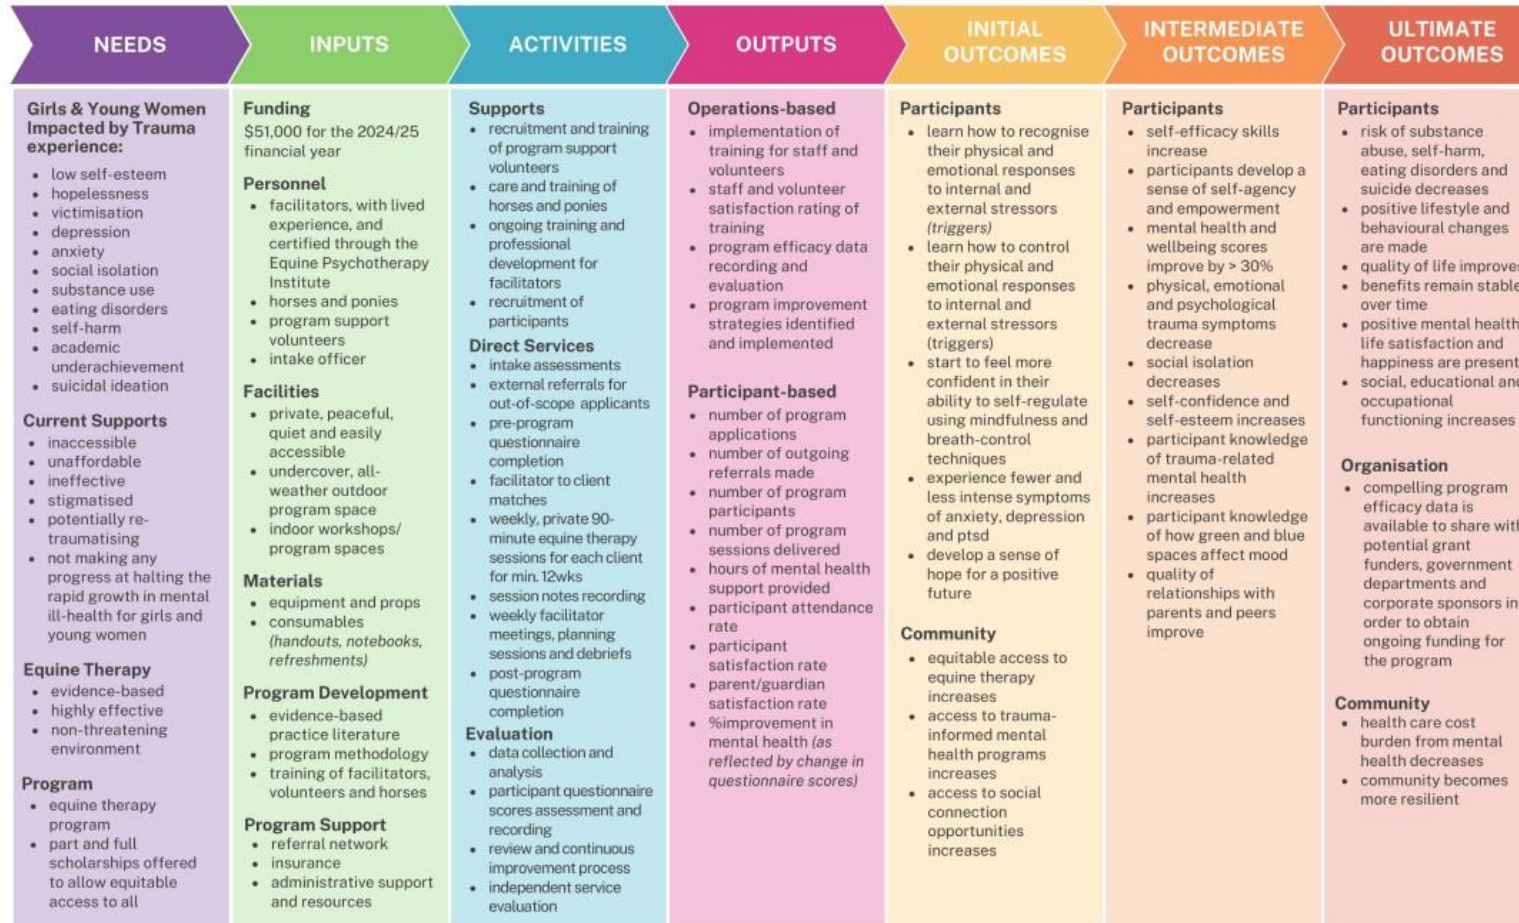 NEEDS
INPUTS
ACTIVITIES
OUTPUTS
INITIAL
OUTCOMES
INTERMEDIATE
OUTCOMES
ULTIMATE
OUTCOMES
Girls & Young Women
Impacted by Trauma
experience:
• low self-esteem
• hopelessness
• victimisation
• depression
• anxiety
• social isolation
• substance use
• eating disorders
• self-harm
• academic
underachievement
• suicidal ideation
Current Supports
• inaccessible
• unaffordable
• ineffective
• stigmatised
• potentially re-
traumatising
• not making any
progress at halting the
rapid growth in mental
ill-health for girls and
young women
Equine Therapy
• evidence-based
• highly effective
• non-threatening
environment
Program
• equine therapy
program
• part and full
scholarships offered
to allow equitable
access to all
Funding
$51,000 for the 2024/25
financial year
Personnel
• facilitators, with lived
experience, and
certified through the
Equine Psychotherapy
Institute
• horses and ponies
• program support
volunteers
• intake officer
Facilities
• private, peaceful,
quiet and easily
accessible
• undercover, all-
weather outdoor
program space
• indoor workshops/
program spaces
Materials
• equipment and props
• consumables
(handouts, notebooks,
refreshments)
Program Development
• evidence-based
practice literature
• program methodology
• training of facilitators,
volunteers and horses
Program Support
• referral network
• insurance
• administrative support
and resources
Supports
• recruitment and training
of program support
volunteers
• care and training of
horses and ponies
• ongoing training and
professional
development for
facilitators
• recruitment of
participants
Direct Services
• intake assessments
• external referrals for
out-of-scope applicants
• pre-program
questionnaire
completion
• facilitator to client
matches
• weekly, private 90-
minute equine therapy
sessions for each client
for min. 12wks
• session notes recording
• weekly facilitator
meetings, planning
sessions and debriefs
• post-program
questionnaire
completion
Evaluation
• data collection and
analysis
• participant questionnaire
scores assessment and
recording
• review and continuous
improvement process
• independent service
evaluation
Operations-based
• implementation of
training for staff and
volunteers
• staff and volunteer
satisfaction rating of
training
• program efficacy data
recording and
evaluation
• program improvement
strategies identified
and implemented
Participant-based
• number of program
applications
• number of outgoing
referrals made
• number of program
participants
• number of program
sessions delivered
• hours of mental health
support provided
• participant attendance
rate
• participant
satisfaction rate
• parent/guardian
satisfaction rate
• %improvement in
mental health (as
reflected by change in
questionnaire scores)
Participants
• learn how to recognise
their physical and
emotional responses
to internal and
external stressors
(triggers)
• learn how to control
their physical and
emotional responses
to internal and
external stressors
(triggers)
• start to feel more
confident in their
ability to self-regulate
using mindfulness and
breath-control
techniques
• experience fewer and
less intense symptoms
of anxiety, depression
and ptsd
• develop a sense of
hope for a positive
future
Community
• equitable access to
equine therapy
increases
• access to trauma-
informed mental
health programs
increases
• access to social
connection
opportunities
increases
Participants
• self-efficacy skills
increase
• participants develop a
sense of self-agency
and empowerment
• mental health and
wellbeing scores
improve by > 30%
• physical, emotional
and psychological
trauma symptoms
decrease
• social isolation
decreases
• self-confidence and
self-esteem increases
• participant knowledge
of trauma-related
mental health
increases
• participant knowledge
of how green and blue
spaces affect mood
• quality of
relationships with
parents and peers
improve
Participants
• risk of substance
abuse, self-harm,
eating disorders and
suicide decreases
• positive lifestyle and
behavioural changes
are made
• quality of life improves
• benefits remain stable
over time
• positive mental health
life satisfaction and
happiness are present
• social, educational and
occupational
functioning increases
Organisation
• compelling program
efficacy data is
available to share with
potential grant
funders, government
departments and
corporate sponsors in
order to obtain
ongoing funding for
the program
Community
• health care cost
burden from mental
health decreases
• community becomes
more resilient